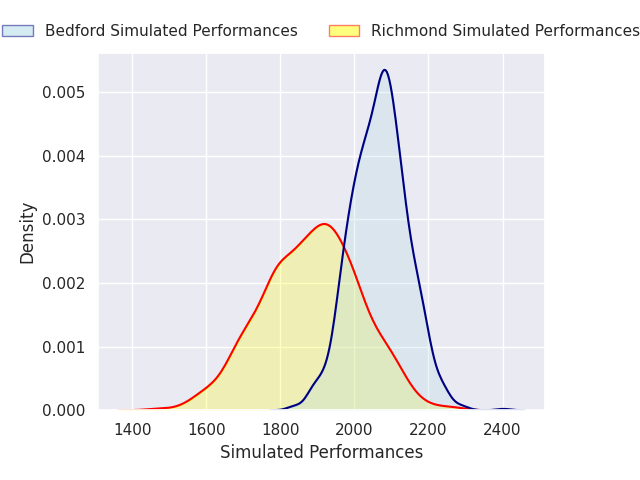 Bedford Simulated Performances Richmond Simulated Performances
0.005
0.004
0.003
0.002
0.001
0.000
Density
1400 1600 1800 2000 2200 2400
Simulated Performances